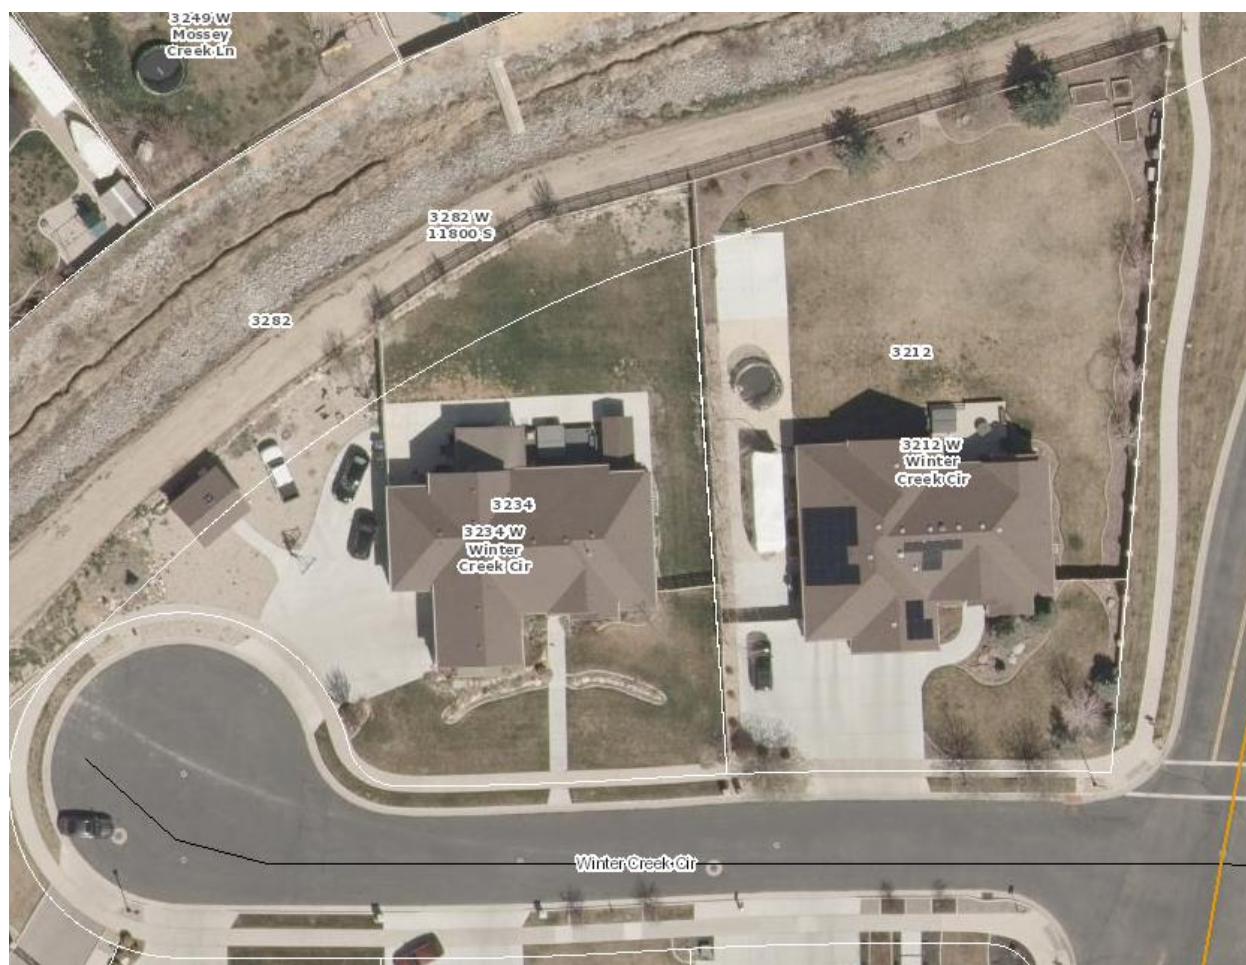 3249 W
Mossey
Creek Ln
3282 W
11800 S
3282
3212
3212 W
Winter
Creek Cir
3234
3234 W
Winter
Creek Cir
Winter Creek Cir